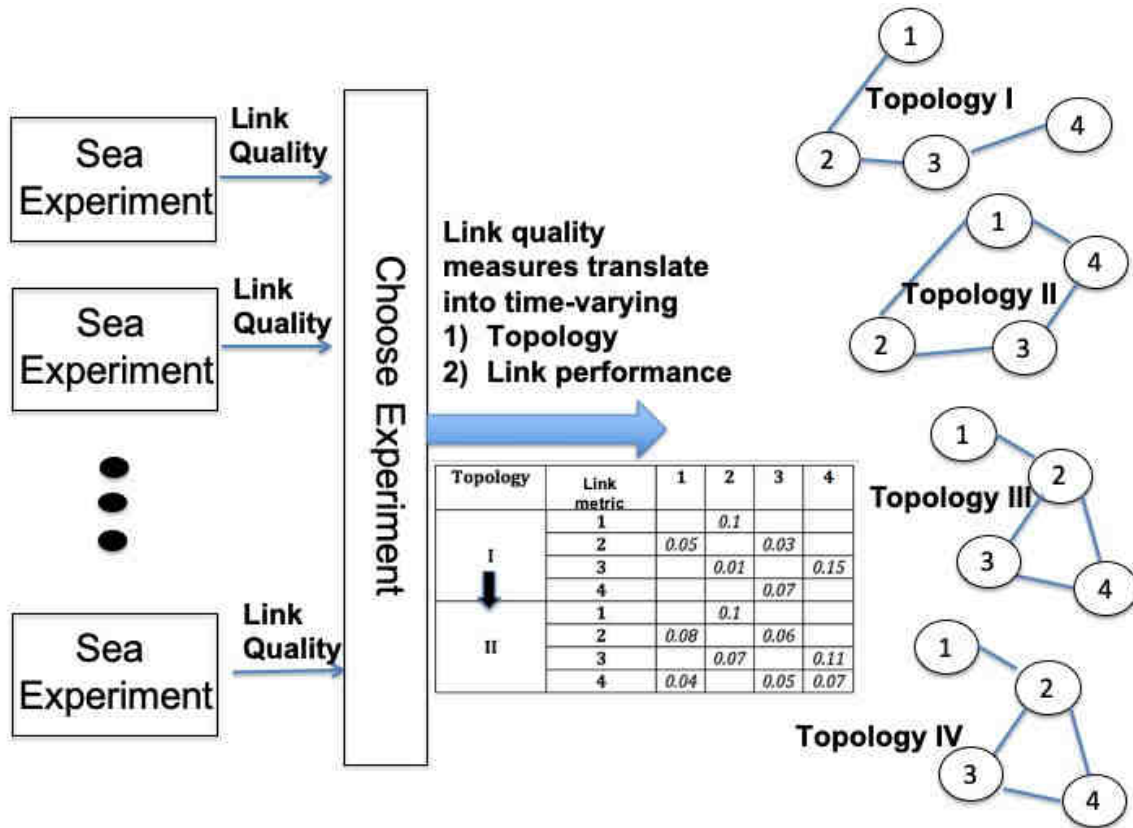 Sea
Experiment
Link
Quality
Sea
Experiment
Link
Quality
Sea
Experiment
Link
Quality
Choose Experiment
Link quality
measures translate
into time-varying
1) Topology
2) Link performance
Topology Link metric 1 2 3 4
I
1 0.1
2 0.05 0.03
3 0.01 0.15
4 0.07
II
1 0.1
2 0.08 0.06
3 0.07 0.11
4 0.04 0.05 0.07
1
Topology I
4
2
3
1
4
Topology II
2
3
1
2
Topology III
3
4
1
2
Topology IV
3
4